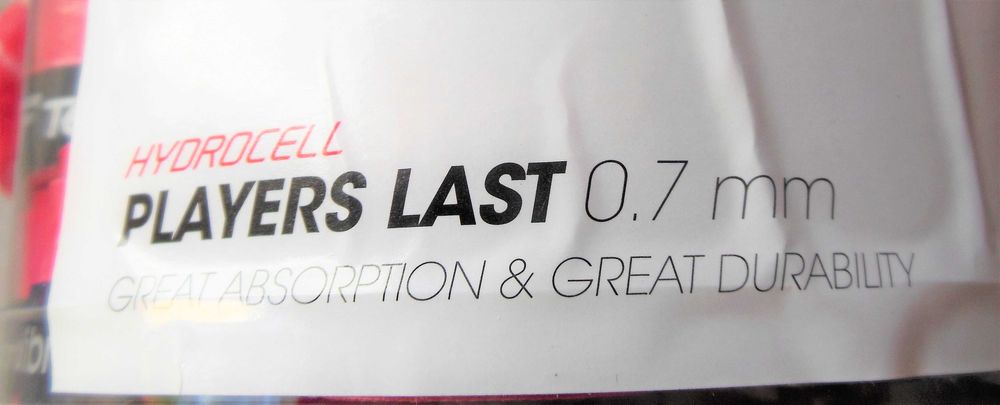 HYDROCELL
PLAYERS LAST 0.7 mm
GREAT ABSORPTION & GREAT DURABILITY